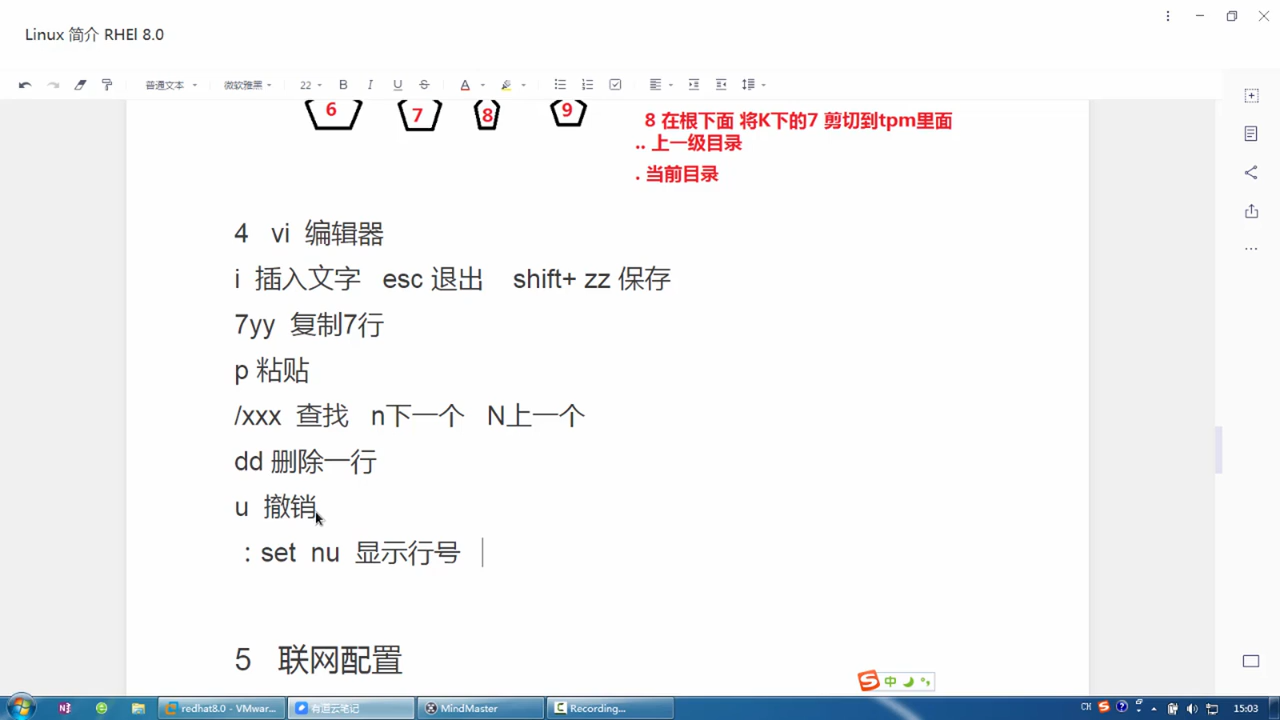 Linux 简介 RHEl 8.0
普通文本 微软雅黑 22 B I U S A
6 7 8 9
8 在根下面 将K下的7 剪切到tpm里面
.. 上一级目录
. 当前目录
4 vi 编辑器
i 插入文字 esc 退出 shift+ zz 保存
7yy 复制7行
p 粘贴
/xxx 查找 n下一个 N上一个
dd 删除一行
u 撤销
：set nu 显示行号
5 联网配置
中
redhat8.0 - VMwar... 有道云笔记 MindMaster Recording... CH 15:03